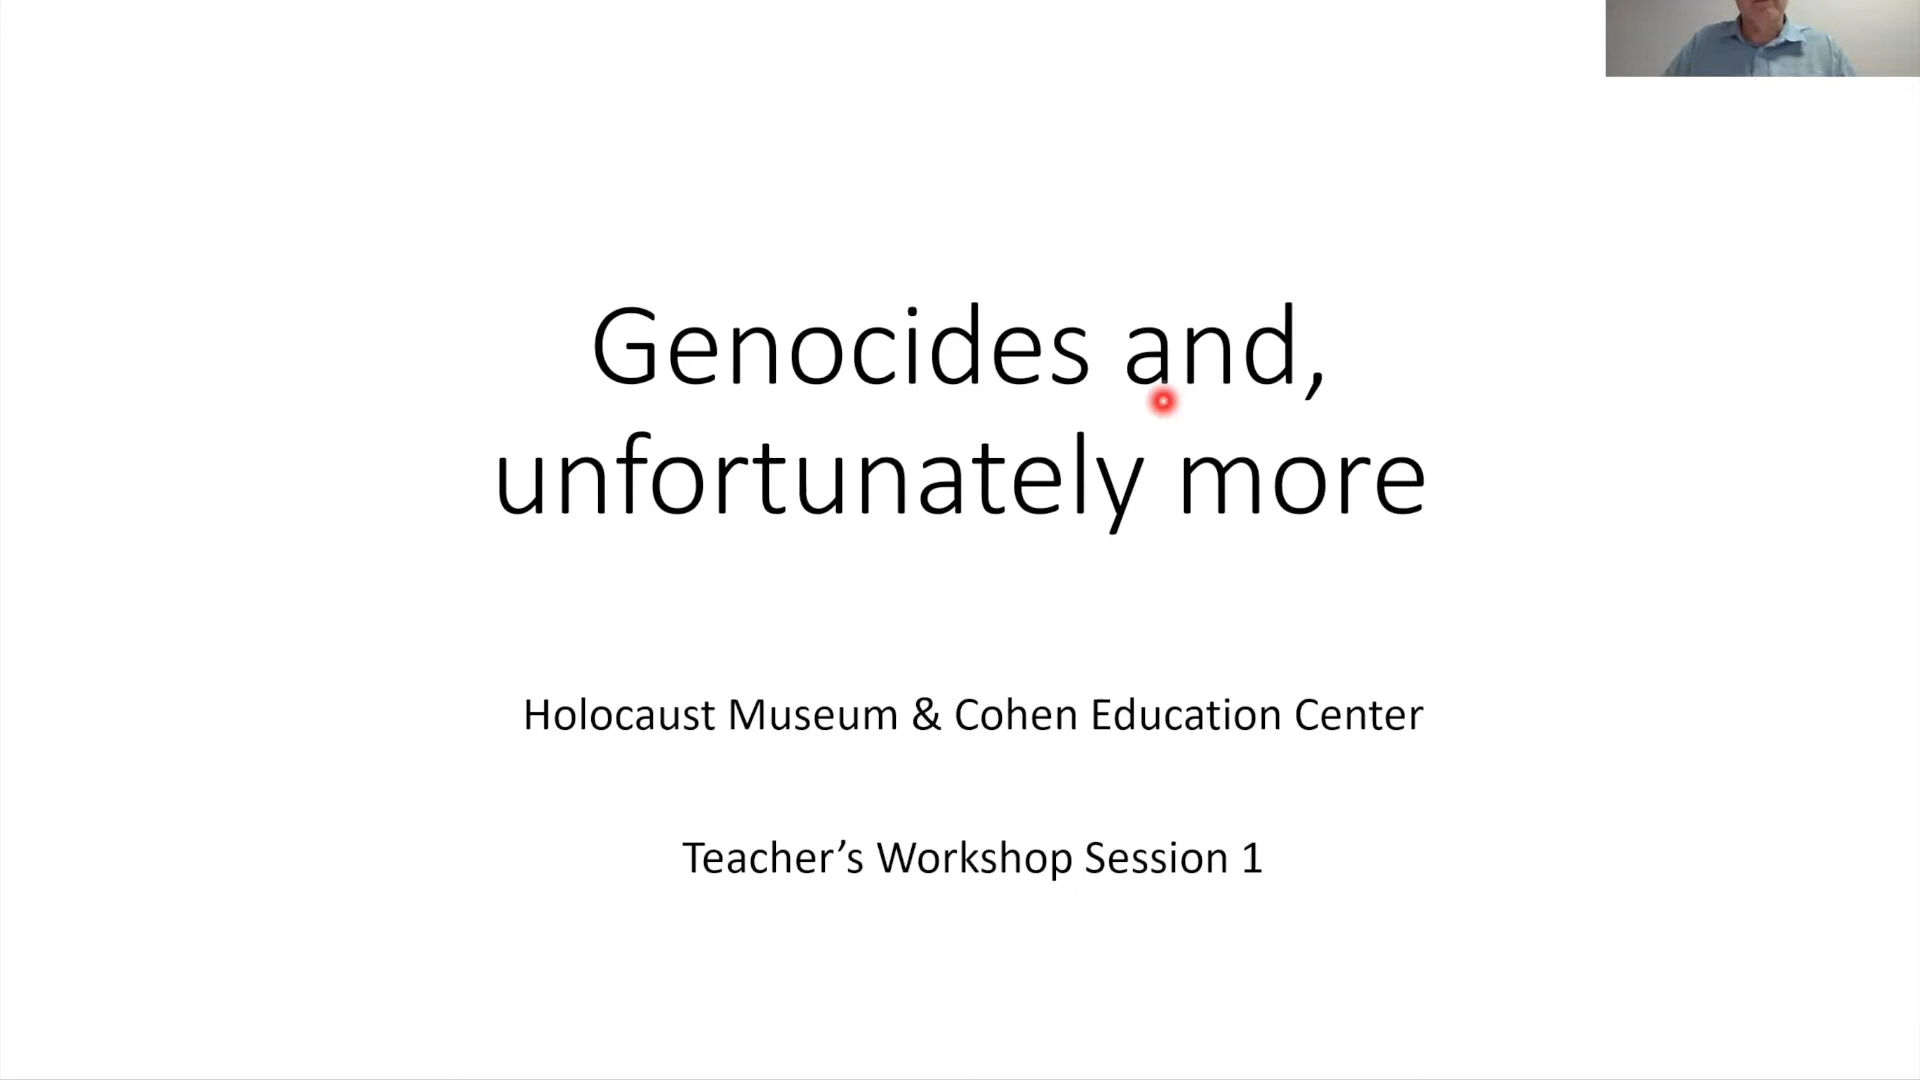 Genocides and,
unfortunately more
Holocaust Museum & Cohen Education Center
Teacher’s Workshop Session 1